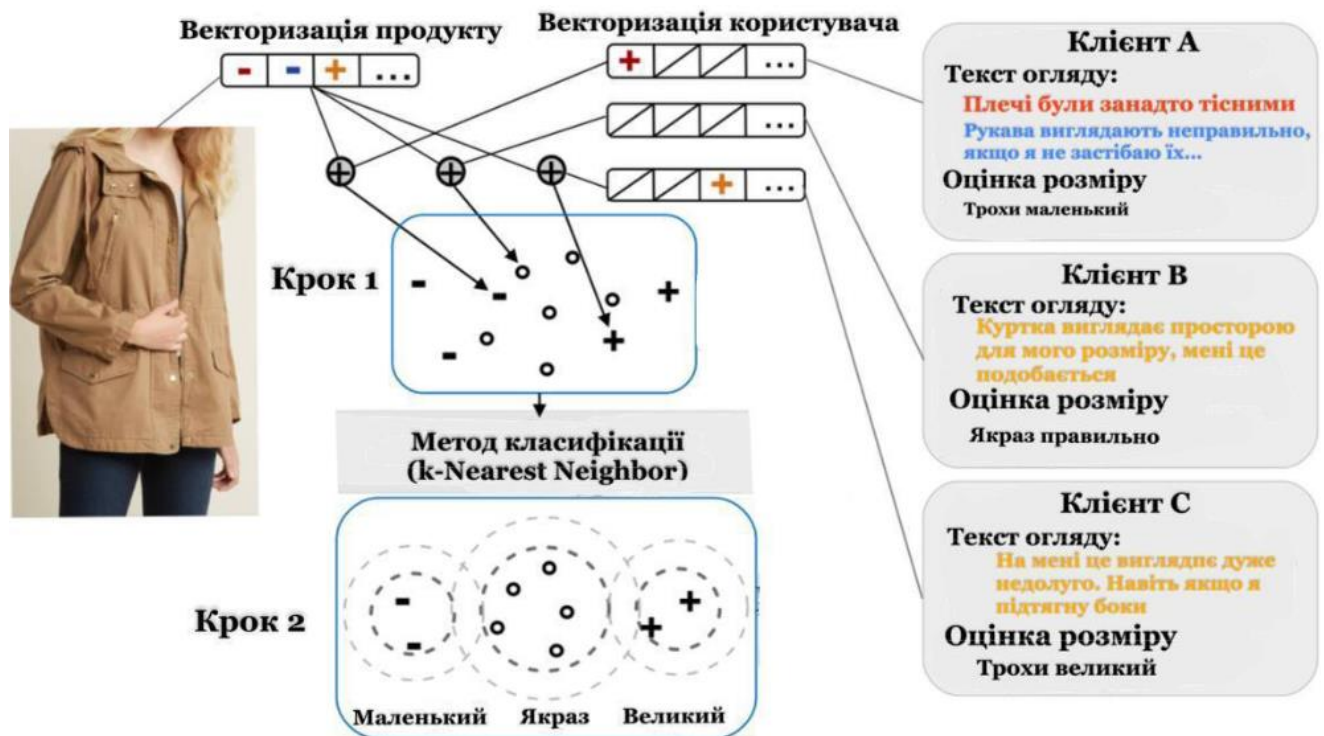 Векторизація продукту
- - + ...
Векторизація користувача
+ ...
...
+ ...
Крок 1
Метод класифікації
(k-Nearest Neighbor)
Крок 2
Маленький Якраз Великий
Клієнт A
Текст огляду:
Плечі були занадто тісними
Рукава виглядають неправильно,
якщо я не застібаю їх...
Оцінка розміру
Трохи маленький
Клієнт B
Текст огляду:
Куртка виглядає просторою
для мого розміру, мені це
подобається
Оцінка розміру
Якраз правильно
Клієнт C
Текст огляду:
На мені це виглядпє дуже
недолуго. Навіть якщо я
підтягну боки
Оцінка розміру
Трохи великий